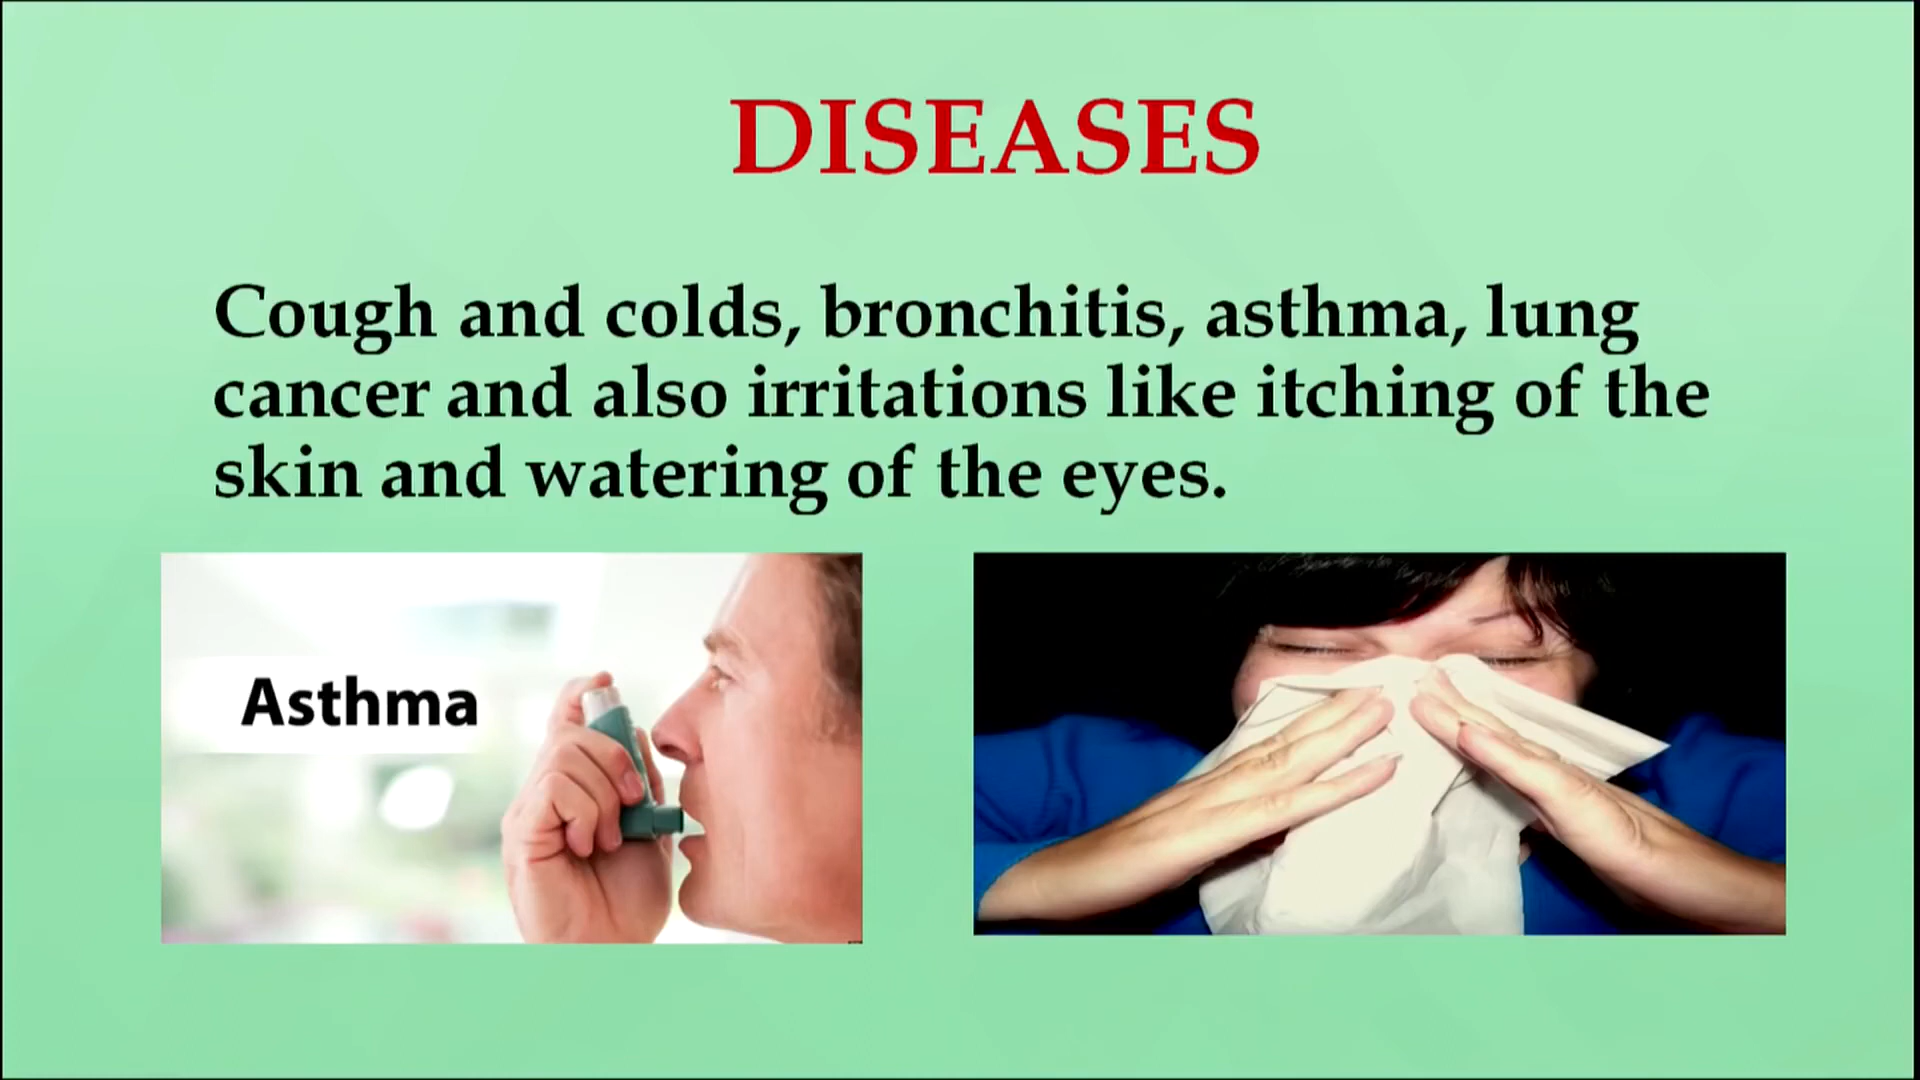 DISEASES
Cough and colds, bronchitis, asthma, lung
cancer and also irritations like itching of the
skin and watering of the eyes.
Asthma